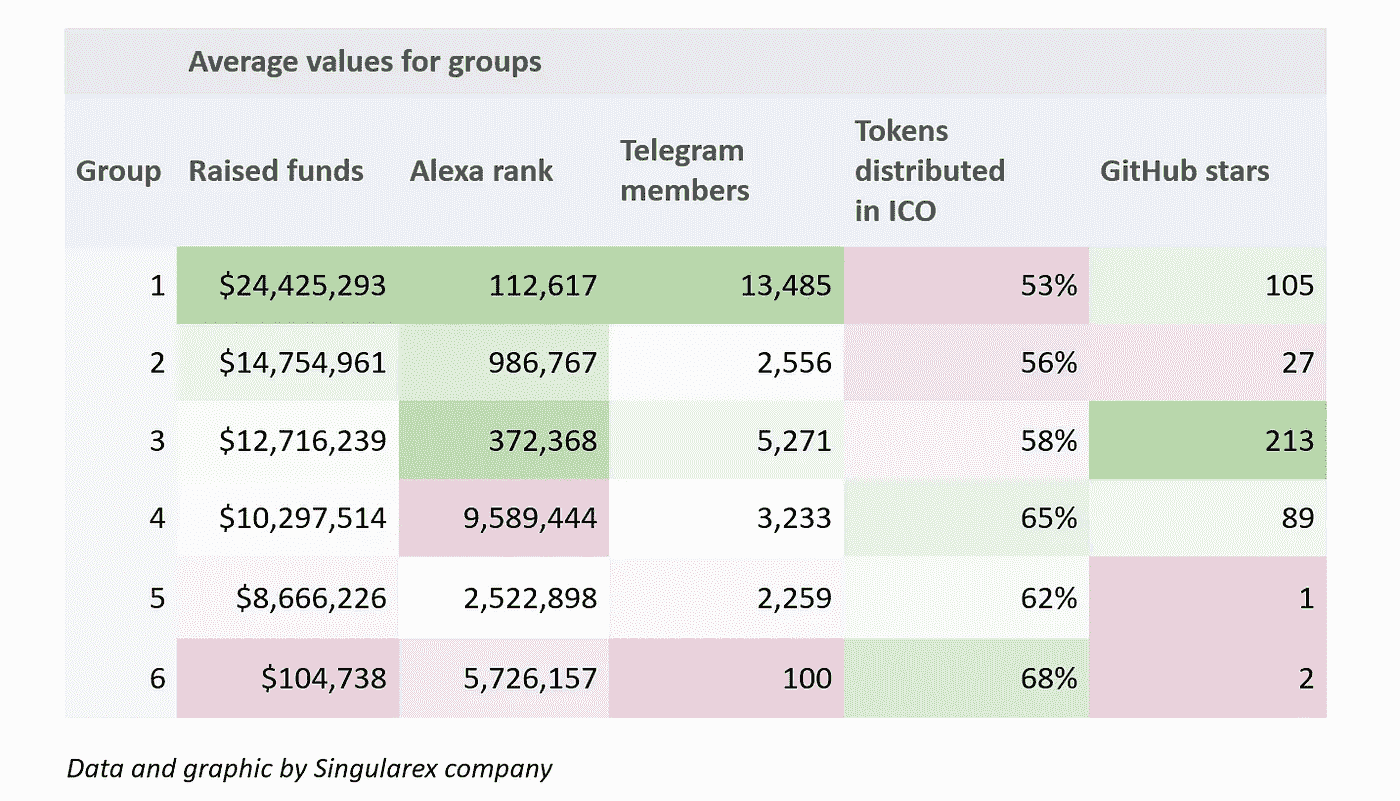 Average values for groups
Group Raised funds Alexa rank Telegram members Tokens distributed in ICO GitHub stars
1 $24,425,293 112,617 13,485 53% 105
2 $14,754,961 986,767 2,556 56% 27
3 $12,716,239 372,368 5,271 58% 213
4 $10,297,514 9,589,444 3,233 65% 89
5 $8,666,226 2,522,898 2,259 62% 1
6 $104,738 5,726,157 100 68% 2
Data and graphic by Singularex company